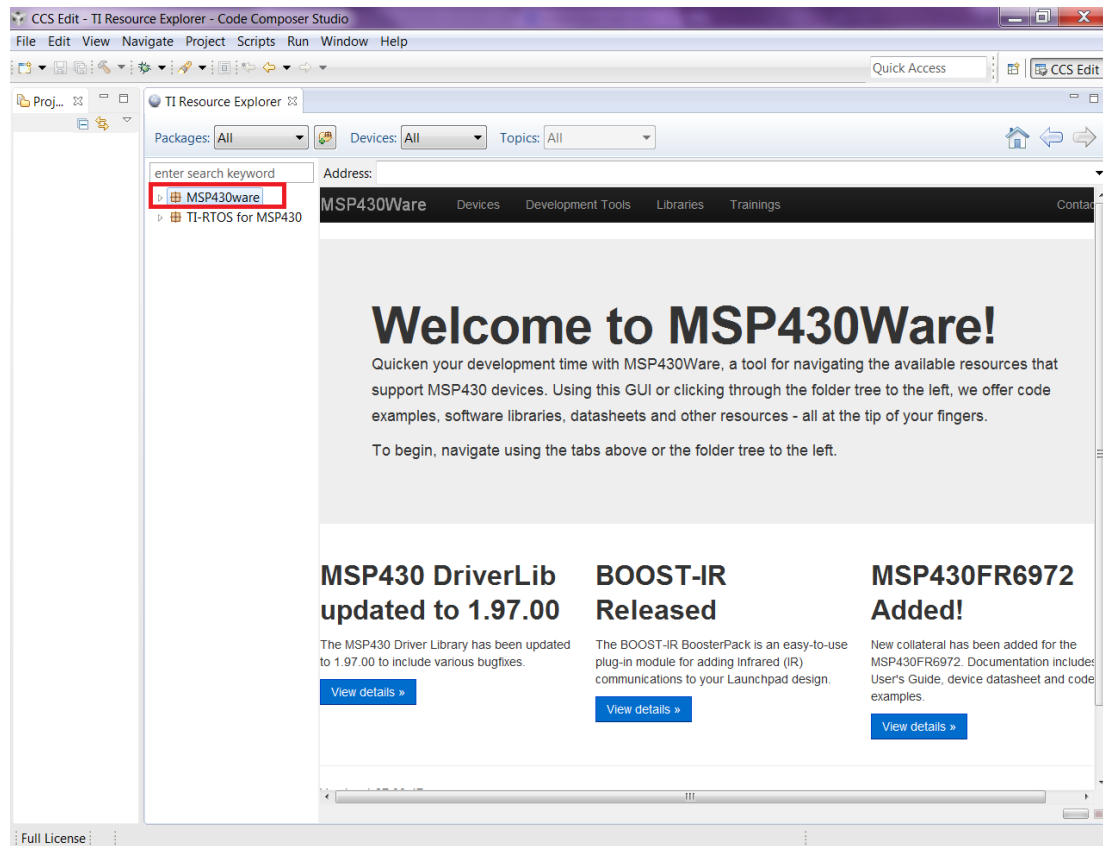 CCS Edit - TI Resource Explorer - Code Composer Studio
File Edit View Navigate Project Scripts Run Window Help
Quick Access
CCS Edit
Proj...
TI Resource Explorer
Packages: All
Devices: All
Topics: All
enter search keyword
Address:
MSP430ware
TI-RTOS for MSP430
MSP430Ware Devices Development Tools Libraries Trainings Contac
Welcome to MSP430Ware!
Quicken your development time with MSP430Ware, a tool for navigating the available resources that
support MSP430 devices. Using this GUI or clicking through the folder tree to the left, we offer code
examples, software libraries, datasheets and other resources - all at the tip of your fingers.
To begin, navigate using the tabs above or the folder tree to the left.
MSP430 DriverLib
updated to 1.97.00
The MSP430 Driver Library has been updated
to 1.97.00 to include various bugfixes.
View details »
BOOST-IR
Released
The BOOST-IR BoosterPack is an easy-to-use
plug-in module for adding Infrared (IR)
communications to your Launchpad design.
View details »
MSP430FR6972
Added!
New collateral has been added for the
MSP430FR6972. Documentation includes
User's Guide, device datasheet and code
examples.
View details »
Full License